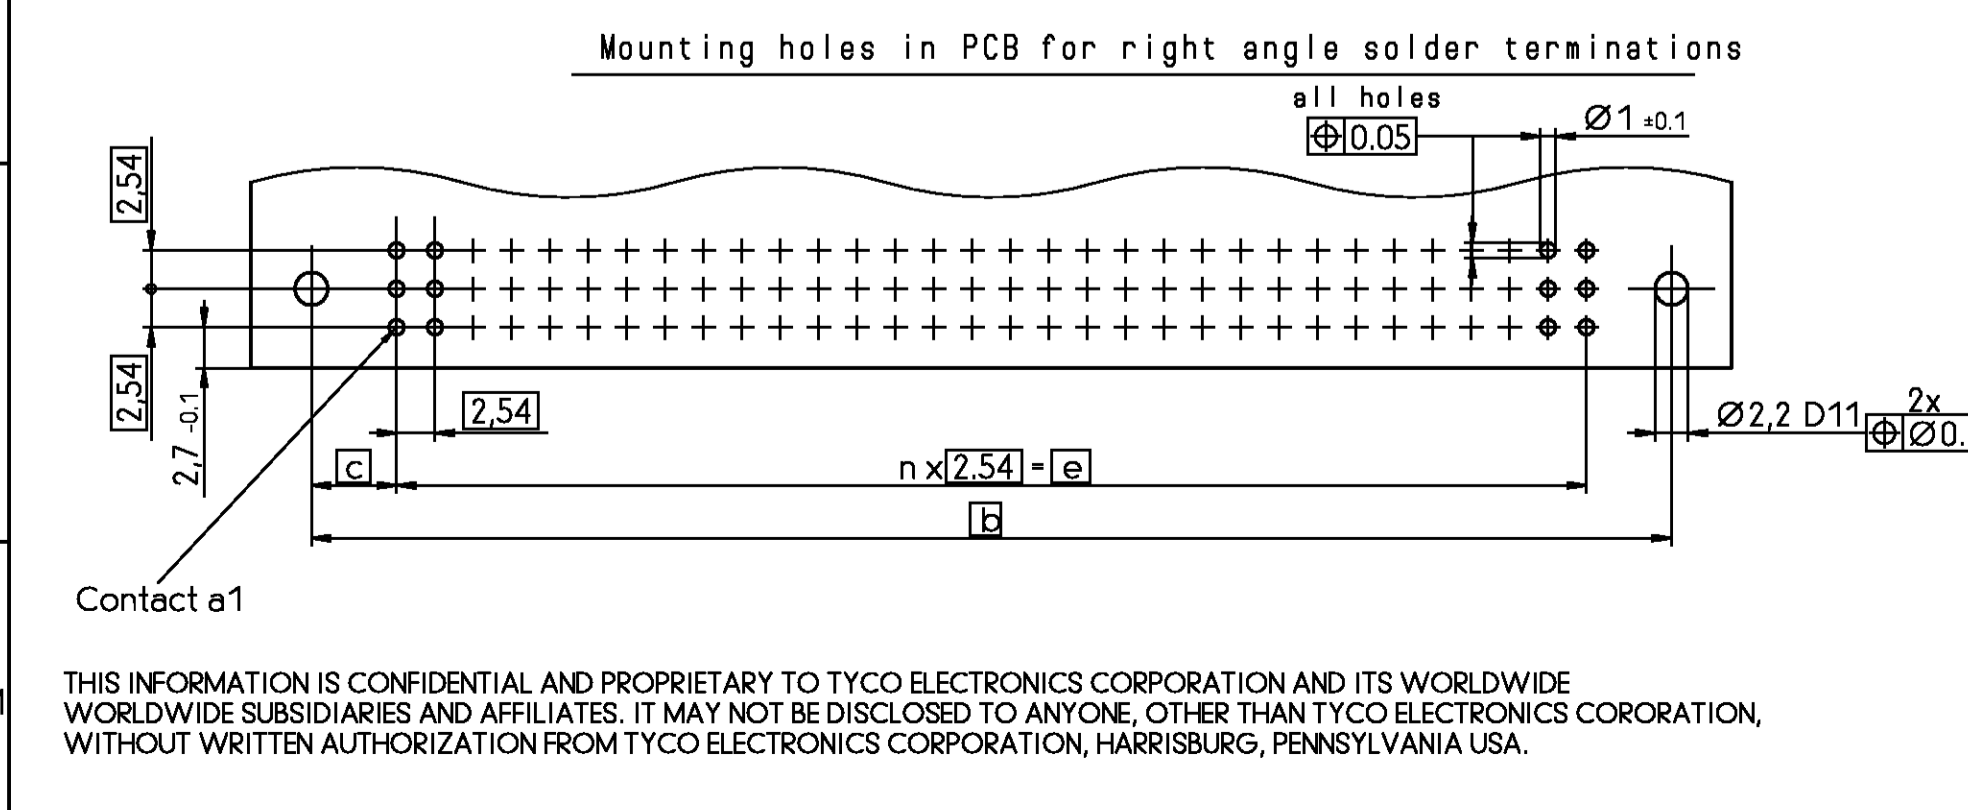 Mounting holes in PCB for right angle solder terminations
all holes
⌖ 0.05
Ø1 ±0.1
2,54
2,54
2,7 -0.1
2,54
Ø2,2 D11
2x
⌖ Ø0.
c
n x 2.54 = e
b
Contact a1
THIS INFORMATION IS CONFIDENTIAL AND PROPRIETARY TO TYCO ELECTRONICS CORPORATION AND ITS WORLDWIDE
WORLDWIDE SUBSIDIARIES AND AFFILIATES. IT MAY NOT BE DISCLOSED TO ANYONE, OTHER THAN TYCO ELECTRONICS CORORATION,
WITHOUT WRITTEN AUTHORIZATION FROM TYCO ELECTRONICS CORPORATION, HARRISBURG, PENNSYLVANIA USA.